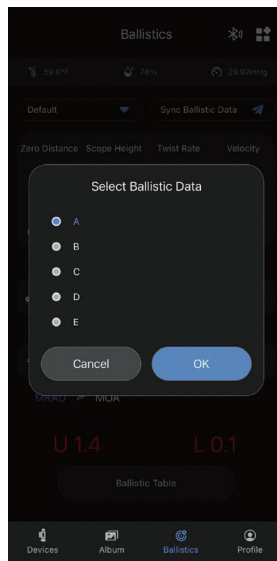 Ballistics
59.0°F 78% 29.92inHg
Default Sync Ballistic Data
Zero Distance Scope Height Twist Rate Velocity
Select Ballistic Data
A
B
C
D
E
Cancel OK
MRAD MOA
U 1.4 L 0.1
Ballistic Table
Devices Album Ballistics Profile